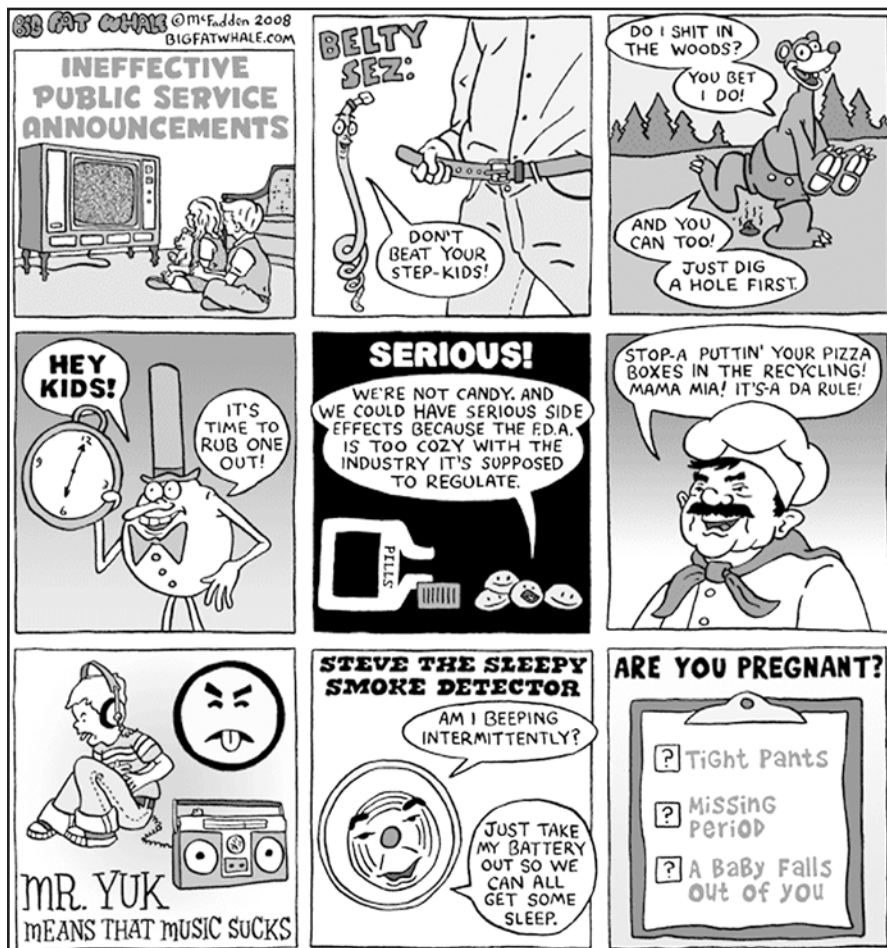 BIG FAT WHALE © McFadden 2008
BIGFATWHALE.COM
INEFFECTIVE
PUBLIC SERVICE
ANNOUNCEMENTS
BELTY
SEZ:
DON'T
BEAT YOUR
STEP-KIDS!
DO I SHIT IN
THE WOODS?
YOU BET
I DO!
AND YOU
CAN TOO!
JUST DIG
A HOLE FIRST.
HEY
KIDS!
12
3
6
9
IT'S
TIME TO
RUB ONE
OUT!
SERIOUS!
WE'RE NOT CANDY. AND
WE COULD HAVE SERIOUS SIDE
EFFECTS BECAUSE THE F.D.A.
IS TOO COZY WITH THE
INDUSTRY IT'S SUPPOSED
TO REGULATE.
PILLS
STOP-A PUTTIN' YOUR PIZZA
BOXES IN THE RECYCLING!
MAMA MIA! IT'S-A DA RULE!
MR. YUK
MEANS THAT MUSIC SUCKS
STEVE THE SLEEPY
SMOKE DETECTOR
AM I BEEPING
INTERMITTENTLY?
JUST TAKE
MY BATTERY
OUT SO WE
CAN ALL
GET SOME
SLEEP.
ARE YOU PREGNANT?
? TiGht Pants
? MissinG
PerioD
? A BaBy Falls
out of you